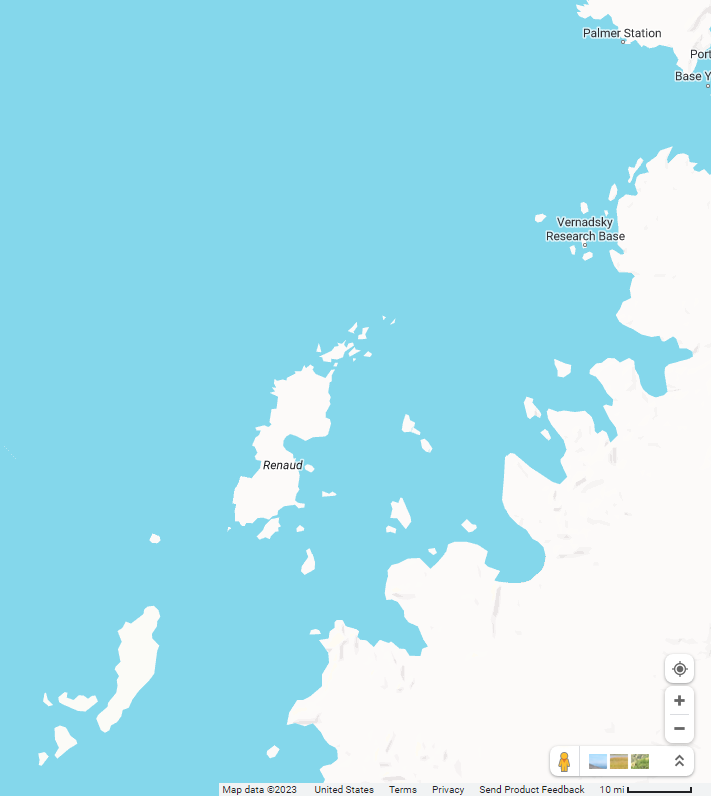 Palmer Station
Port
Base Y
Vernadsky
Research Base
Renaud
Map data ©2023 United States Terms Privacy Send Product Feedback 10 mi